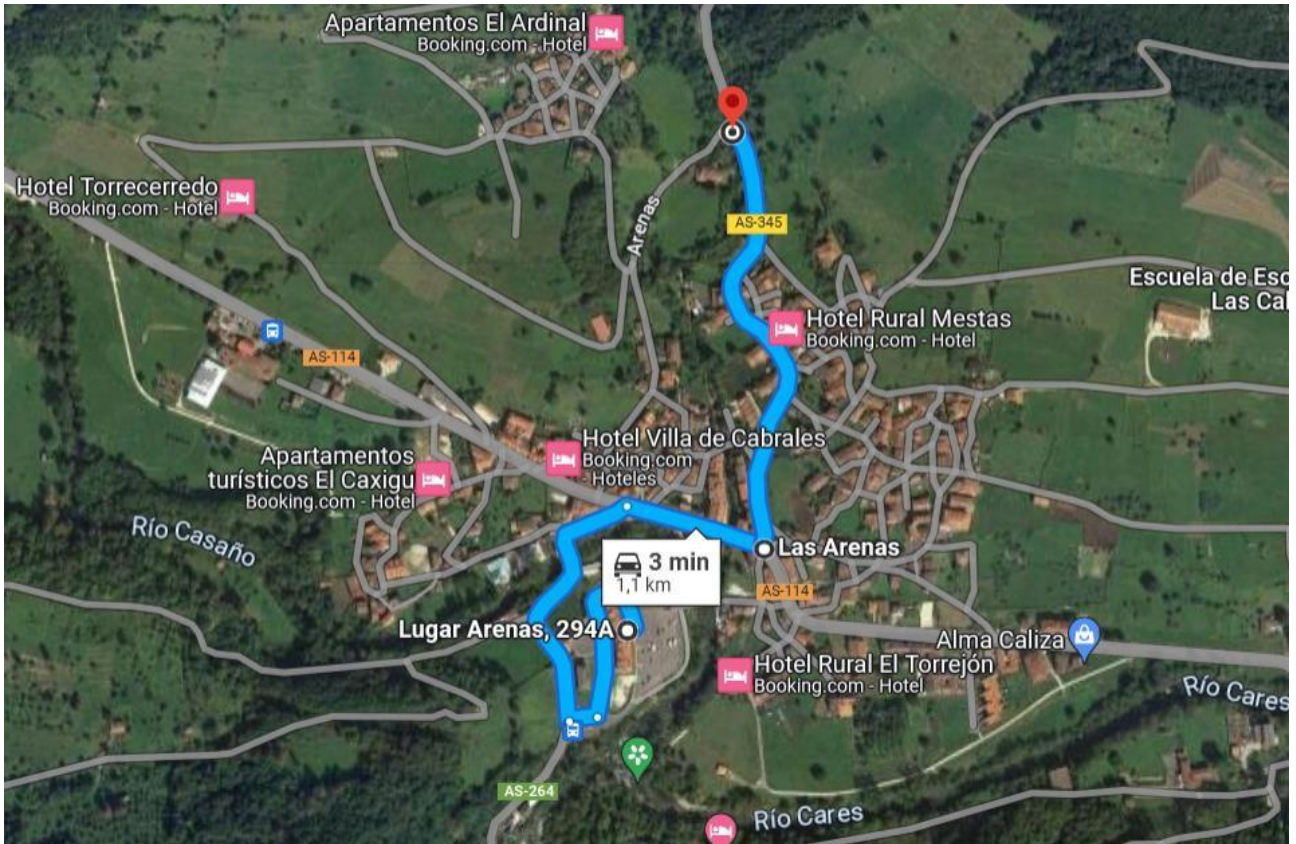 Apartamentos El Ardinal
Booking.com - Hotel
Hotel Torrecerredo
Booking.com - Hotel
Arenas
AS-345
Escuela de Esc
Las Cal
Hotel Rural Mestas
Booking.com - Hotel
AS-114
Hotel Villa de Cabrales
Booking.com
- Hoteles
Apartamentos
turísticos El Caxigu
Booking.com - Hotel
Río Casaño
Las Arenas
3 min
1,1 km
AS-114
Lugar Arenas, 294A
Alma Caliza
Hotel Rural El Torrejón
Booking.com - Hotel
Río Cares
AS-264
Río Cares